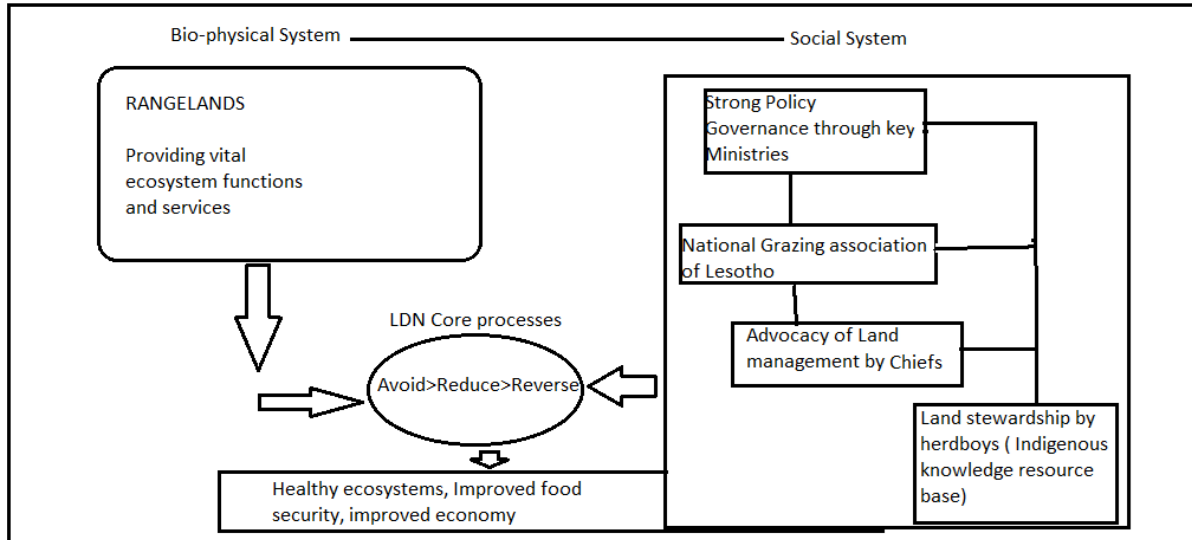 Bio-physical System
Social System
RANGELANDS
Providing vital
ecosystem functions
and services
Strong Policy
Governance through key
Ministries
National Grazing association
of Lesotho
Advocacy of Land
management by Chiefs
Land stewardship by
herdboys ( Indigenous
knowledge resource
base)
LDN Core processes
Avoid>Reduce>Reverse
Healthy ecosystems, Improved food
security, improved economy